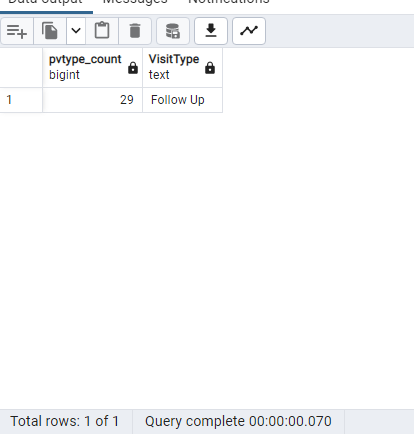 Data output Messages Notifications
pvtype_count VisitType
bigint text
1 29 Follow Up
Total rows: 1 of 1 Query complete 00:00:00.070